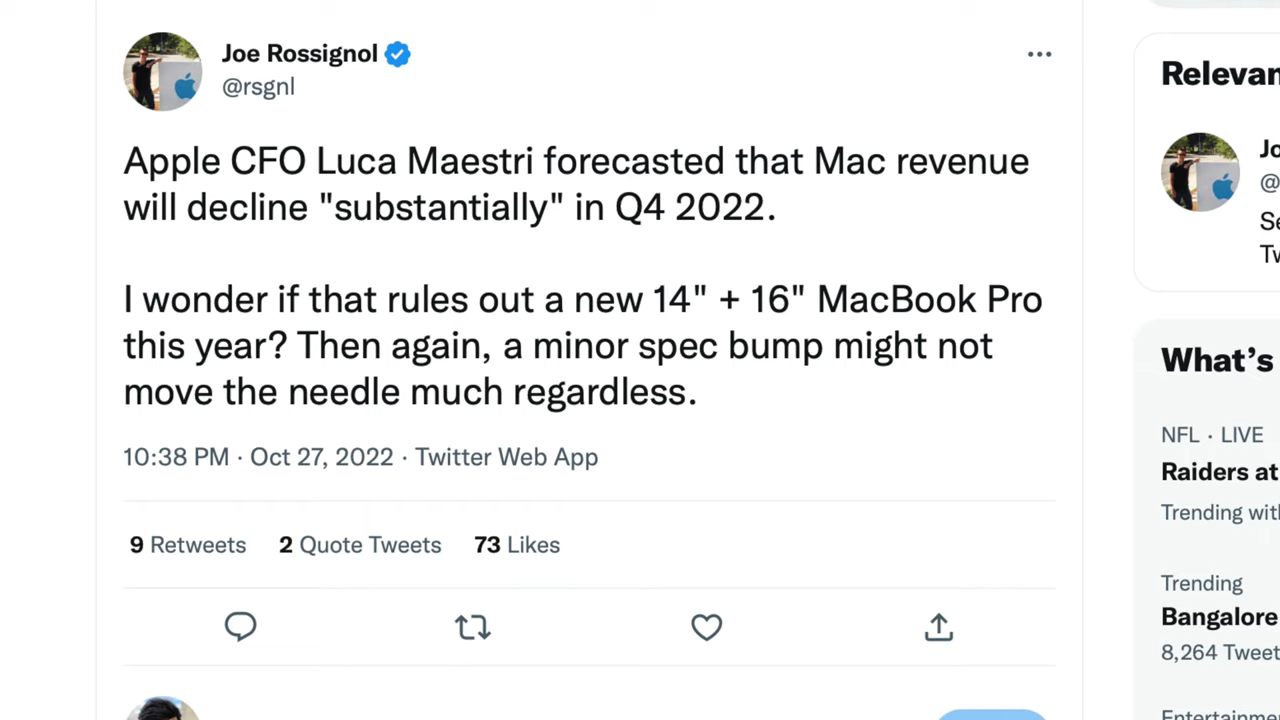 Joe Rossignol
@rsgnl
Apple CFO Luca Maestri forecasted that Mac revenue
will decline "substantially" in Q4 2022.
I wonder if that rules out a new 14" + 16" MacBook Pro
this year? Then again, a minor spec bump might not
move the needle much regardless.
10:38 PM · Oct 27, 2022 · Twitter Web App
9 Retweets 2 Quote Tweets 73 Likes
What's
NFL · LIVE
Raiders at
Trending
Trending
Bangalore
8,264